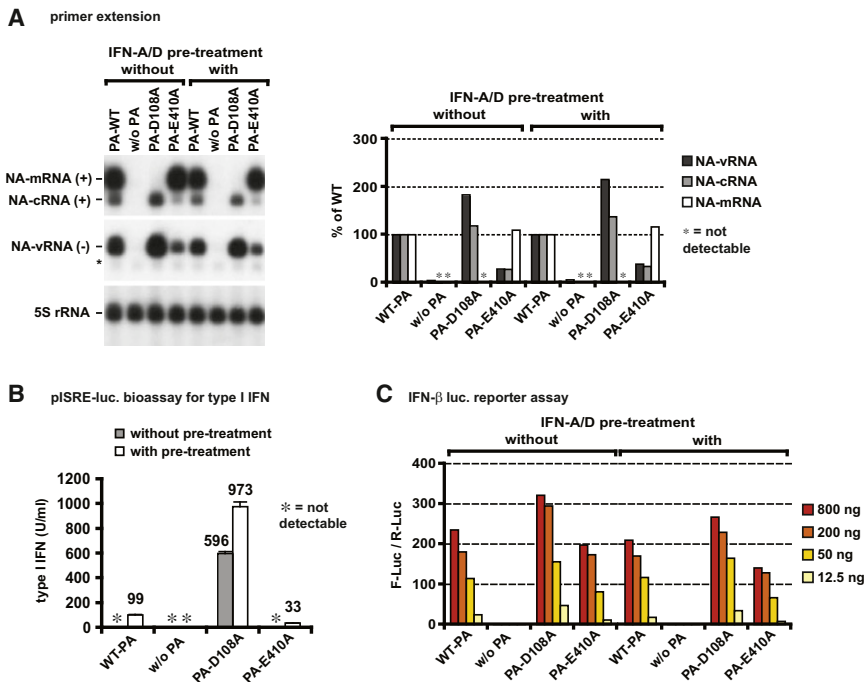 A primer extension
IFN-A/D pre-treatment
without with
PA-WT
w/o PA
PA-D108A
PA-E410A
PA-WT
w/o PA
PA-D108A
PA-E410A
NA-mRNA (+)
NA-cRNA (+)
NA-vRNA (-)
*
5S rRNA
IFN-A/D pre-treatment
without with
% of WT
300
200
100
0
* * * * * *
WT-PA
w/o PA
PA-D108A
PA-E410A
WT-PA
w/o PA
PA-D108A
PA-E410A
NA-vRNA
NA-cRNA
NA-mRNA
* = not
detectable
B pISRE-luc. bioassay for type I IFN
without pre-treatment
with pre-treatment
type I IFN (U/ml)
1200
1000
800
600
400
200
0
* 99
* *
596
973
* 33
* = not
detectable
WT-PA
w/o PA
PA-D108A
PA-E410A
C IFN-β luc. reporter assay
IFN-A/D pre-treatment
without with
F-Luc / R-Luc
400
300
200
100
0
WT-PA
w/o PA
PA-D108A
PA-E410A
WT-PA
w/o PA
PA-D108A
PA-E410A
800 ng
200 ng
50 ng
12.5 ng